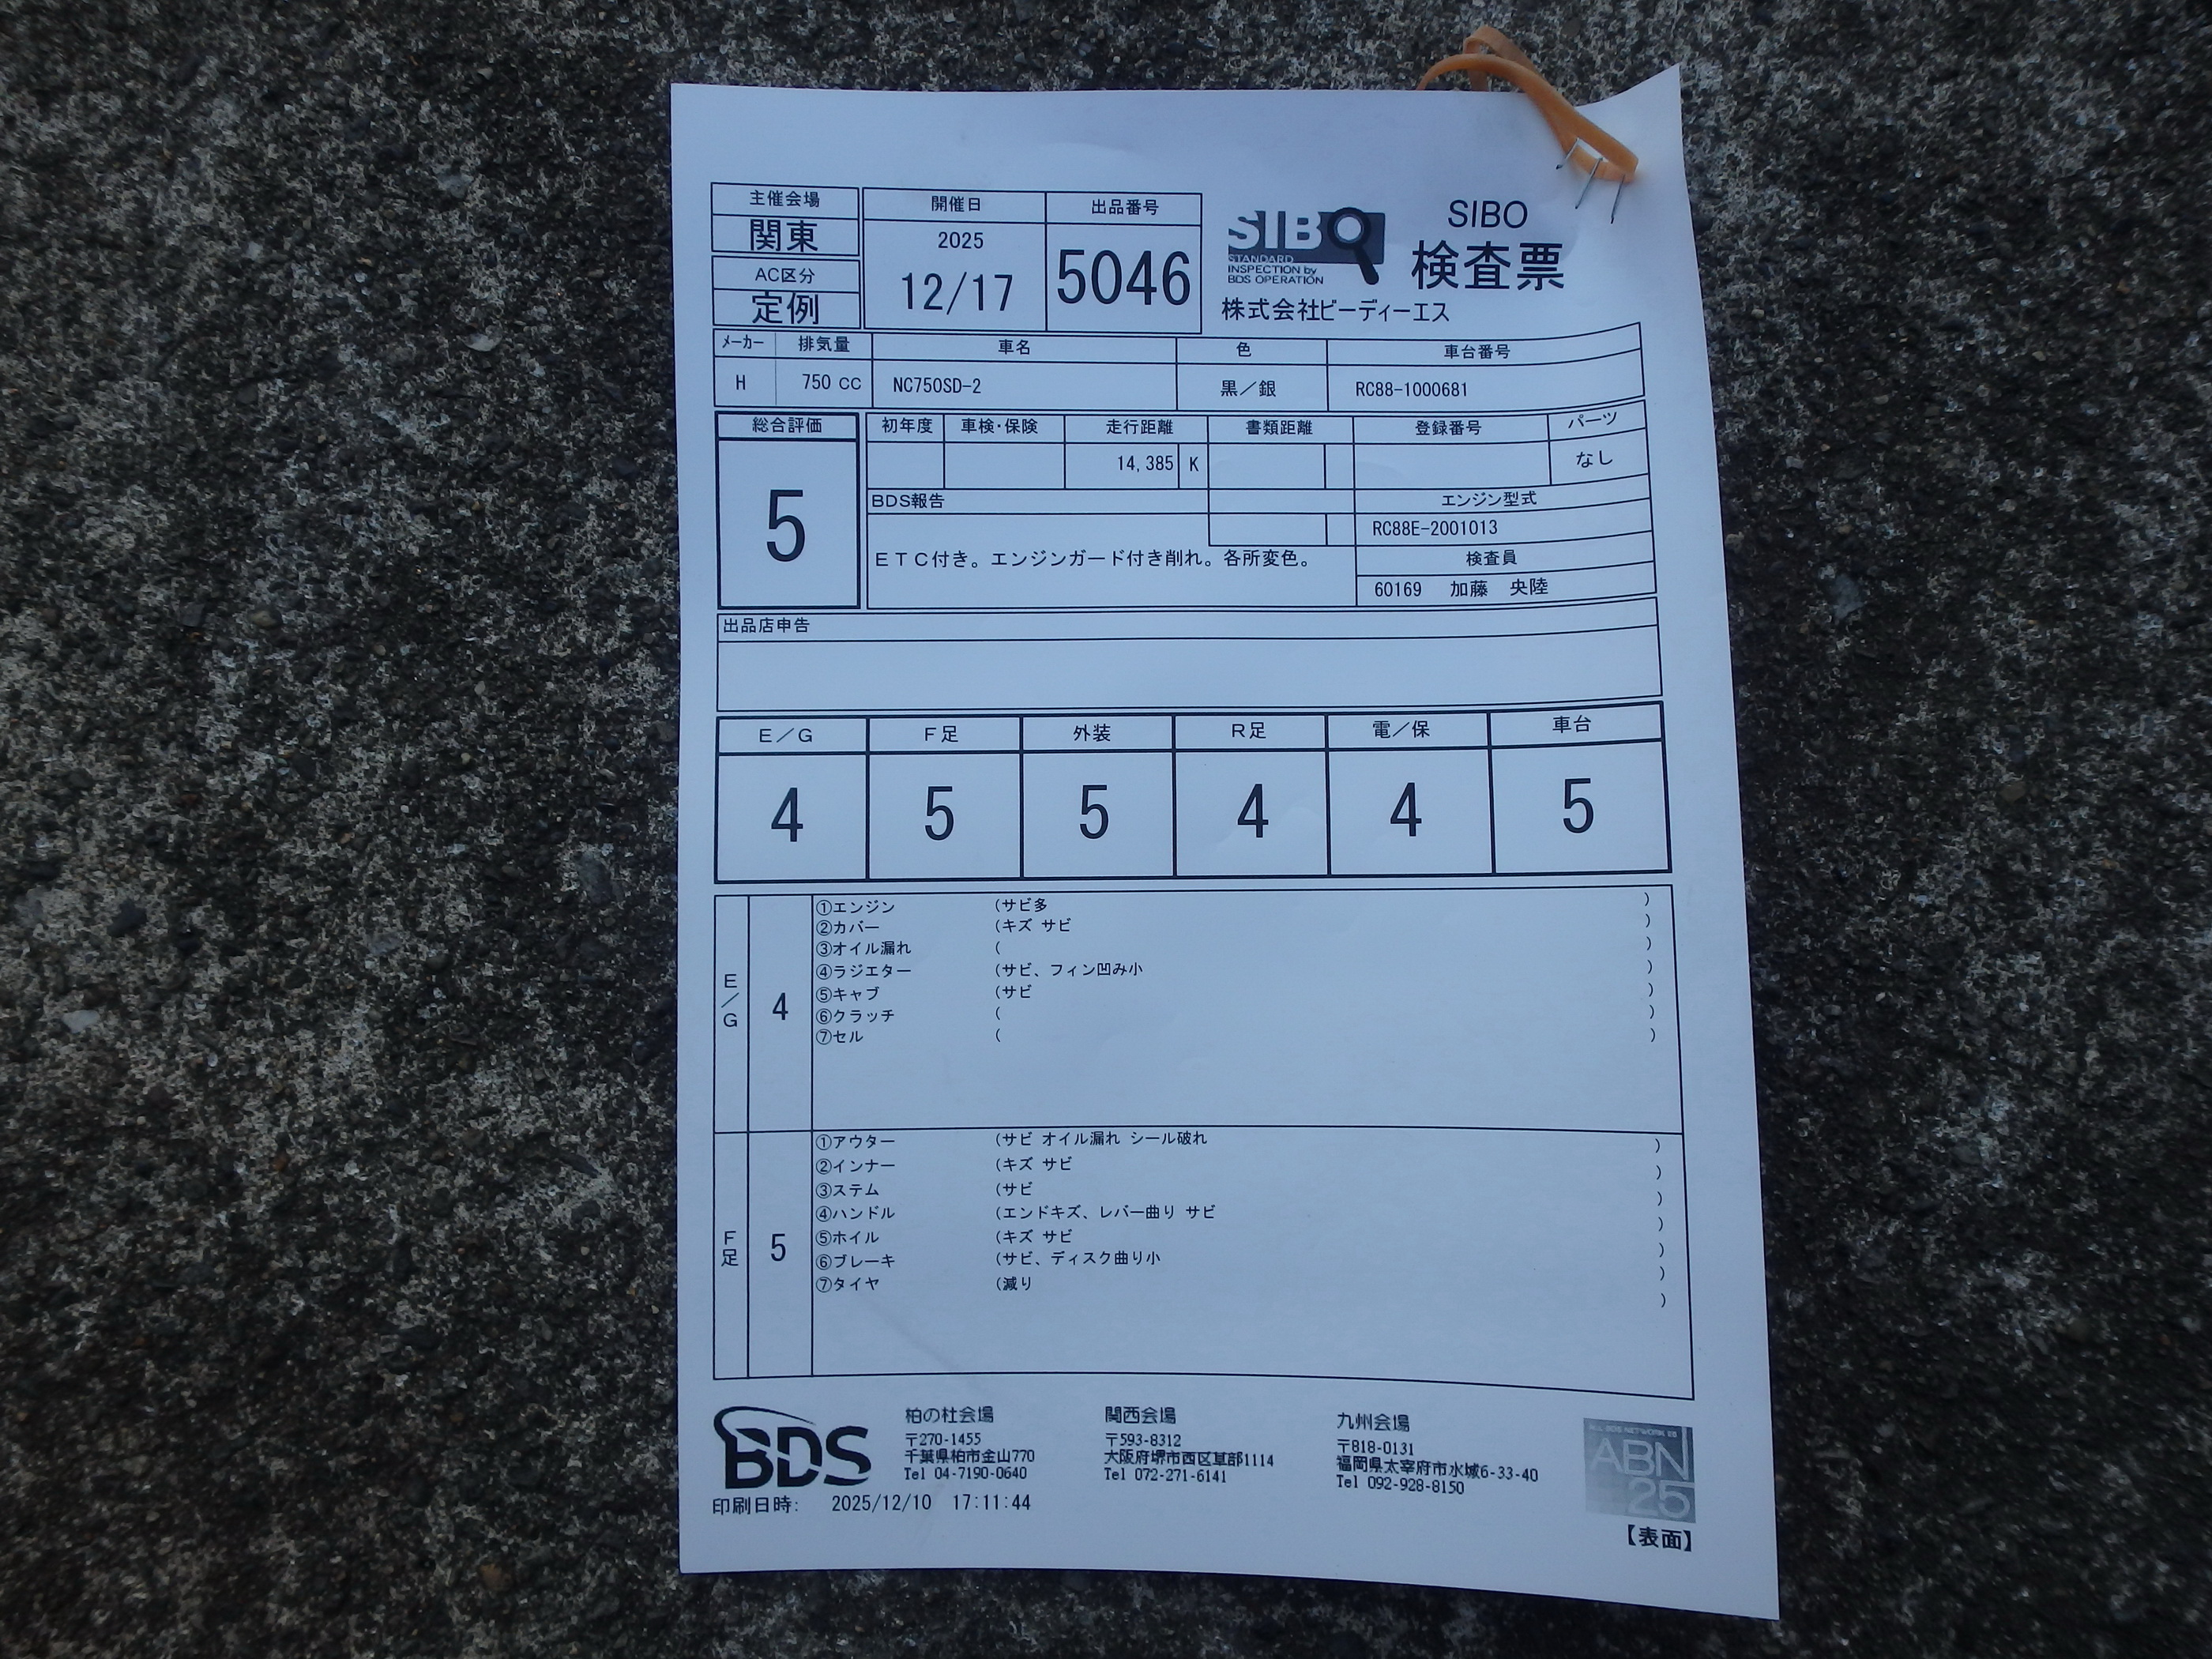 主催会場
関東
AC区分
定例
開催日
2025
12/17
出品番号
5046
SIBO
STANDARD
INSPECTION by
BDS OPERATION
SIBO
検査票
株式会社ビーディーエス
メーカー 排気量 車名 色 車台番号
H 750 CC NC750SD-2 黒／銀 RC88-1000681
総合評価
5
初年度 車検・保険 走行距離 書類距離 登録番号 パーツ
14,385 K なし
BDS報告
エンジン型式
RC88E-2001013
ＥＴＣ付き。エンジンガード付き削れ。各所変色。
検査員
60169 加藤 央陸
出品店申告
Ｅ／Ｇ Ｆ足 外装 Ｒ足 電／保 車台
4 5 5 4 4 5
Ｅ／Ｇ
4
①エンジン (サビ多 )
②カバー (キズ サビ )
③オイル漏れ ( )
④ラジエター (サビ、フィン凹み小 )
⑤キャブ (サビ )
⑥クラッチ ( )
⑦セル ( )
Ｆ足
5
①アウター (サビ オイル漏れ シール破れ )
②インナー (キズ サビ )
③ステム (サビ )
④ハンドル (エンドキズ、レバー曲り サビ )
⑤ホイル (キズ サビ )
⑥ブレーキ (サビ、ディスク曲り小 )
⑦タイヤ (減り )
BDS
柏の杜会場
〒270-1455
千葉県柏市金山770
Tel 04-7190-0640
関西会場
〒593-8312
大阪府堺市西区草部1114
Tel 072-271-6141
九州会場
〒818-0131
福岡県太宰府市水城6-33-40
Tel 092-928-8150
ABN
25
印刷日時: 2025/12/10 17:11:44
【表面】